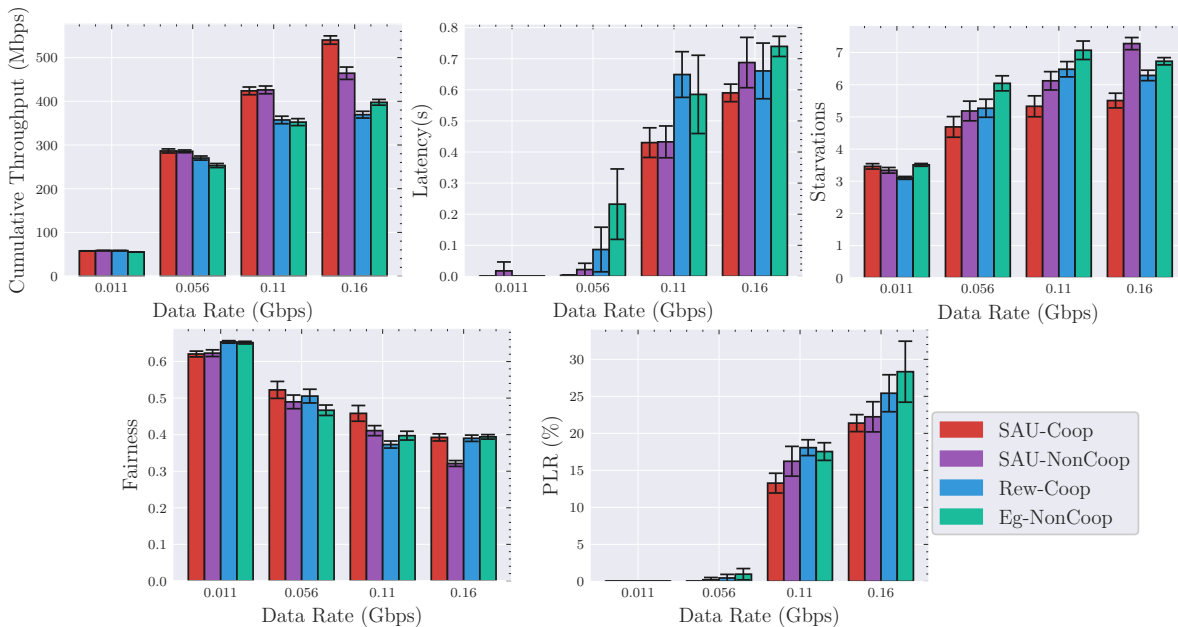 Cumulative Throughput (Mbps)
500
400
300
200
100
0
0.011 0.056 0.11 0.16
Data Rate (Gbps)
Latency(s)
0.8
0.7
0.6
0.5
0.4
0.3
0.2
0.1
0.0
0.011 0.056 0.11 0.16
Data Rate (Gbps)
Starvations
7
6
5
4
3
2
1
0
0.011 0.056 0.11 0.16
Data Rate (Gbps)
Fairness
0.6
0.5
0.4
0.3
0.2
0.1
0.0
0.011 0.056 0.11 0.16
Data Rate (Gbps)
PLR (%)
30
25
20
15
10
5
0
0.011 0.056 0.11 0.16
Data Rate (Gbps)
SAU-Coop
SAU-NonCoop
Rew-Coop
Eg-NonCoop